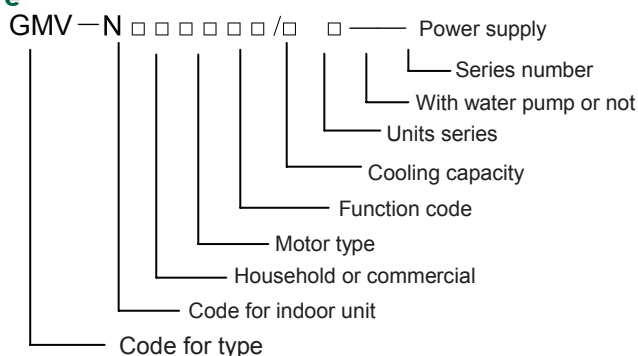 e
GMV－N□□□□□□/□ □ —— Power supply
Series number
With water pump or not
Units series
Cooling capacity
Function code
Motor type
Household or commercial
Code for indoor unit
Code for type